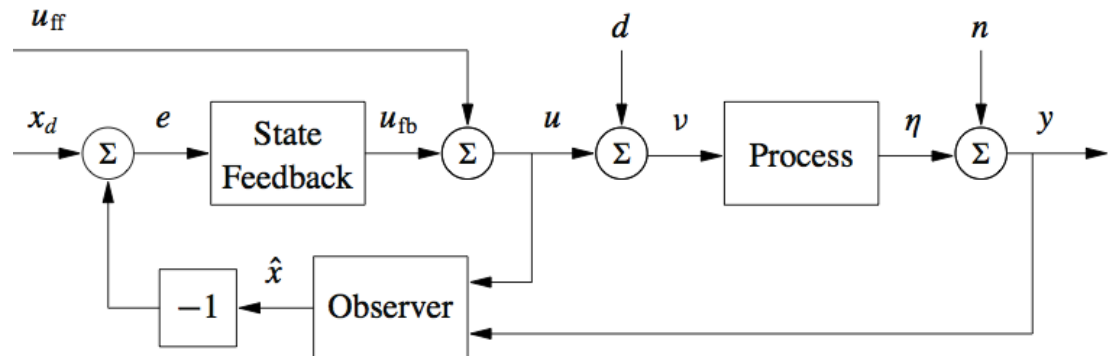 u_ff
d
n
x_d
Σ
e
State
Feedback
u_fb
Σ
u
Σ
ν
Process
η
Σ
y
−1
x̂
Observer